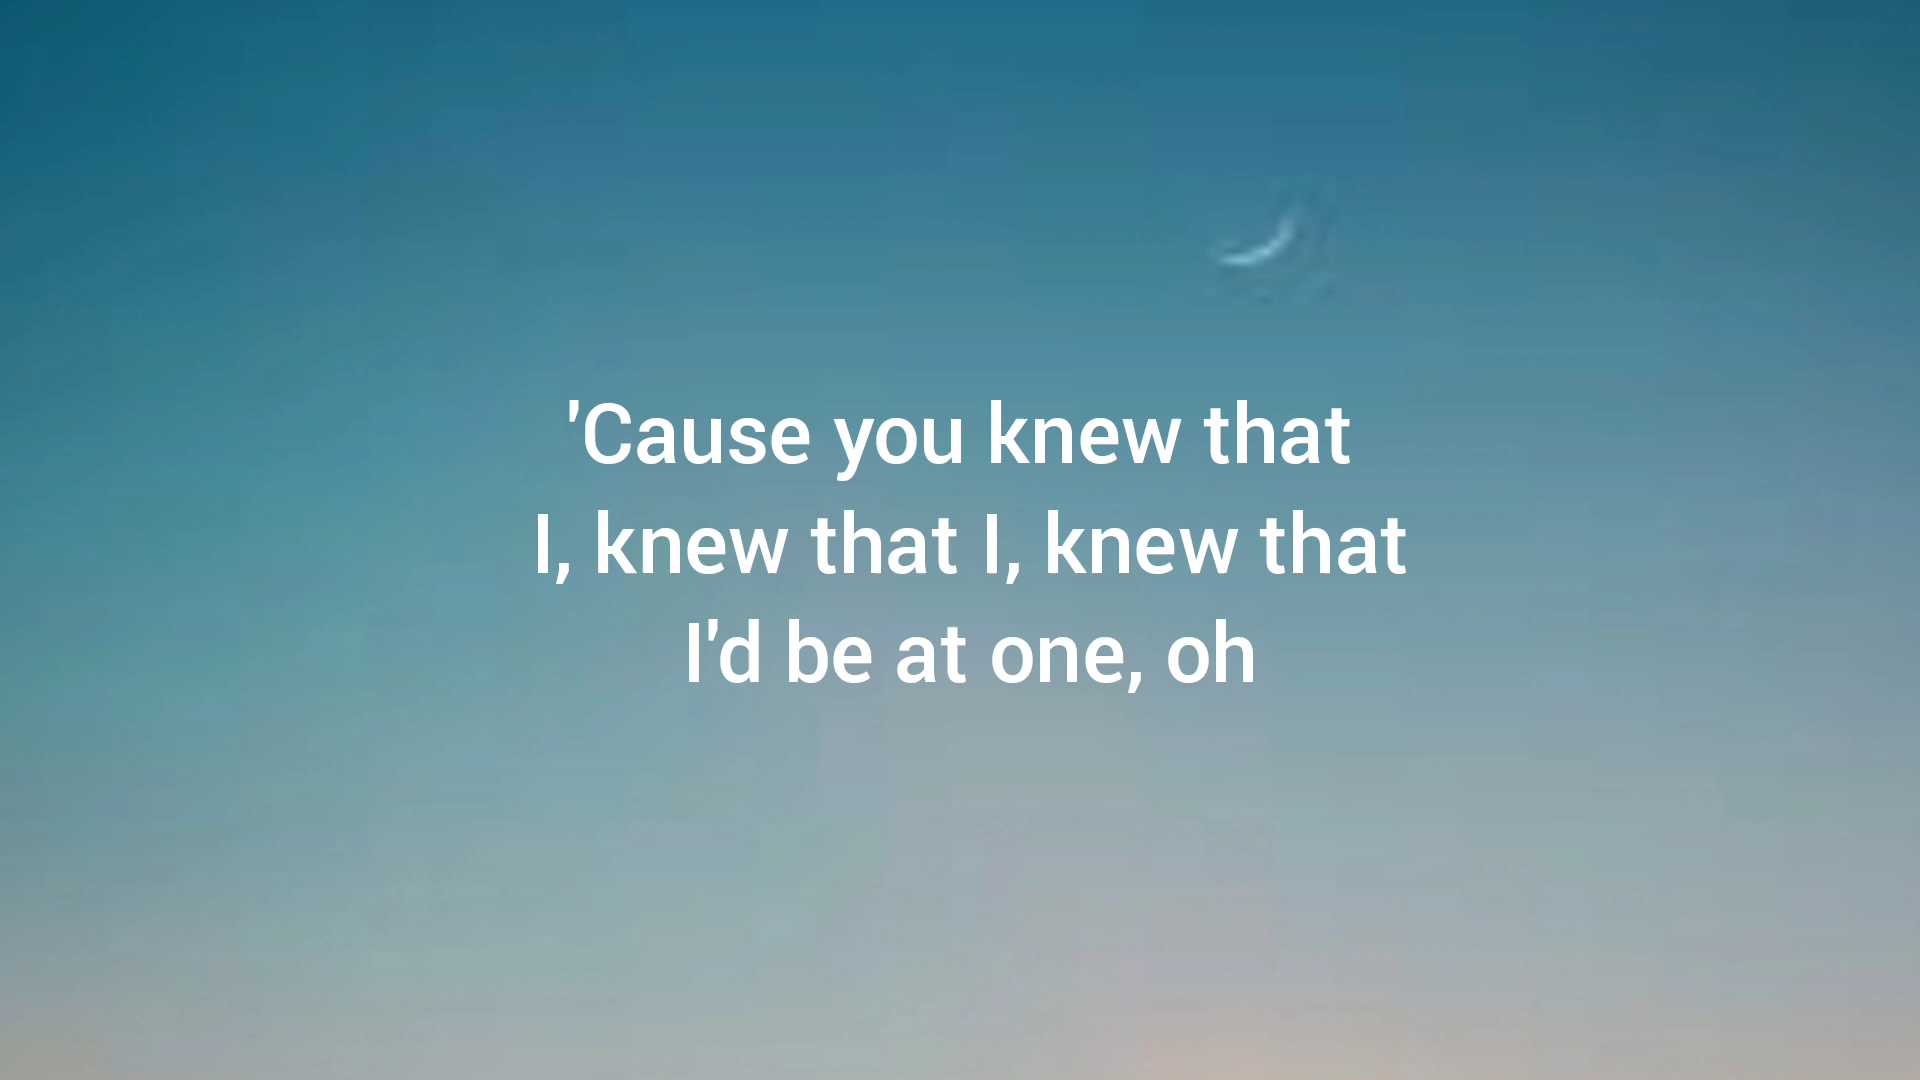 'Cause you knew that
I, knew that I, knew that
I'd be at one, oh